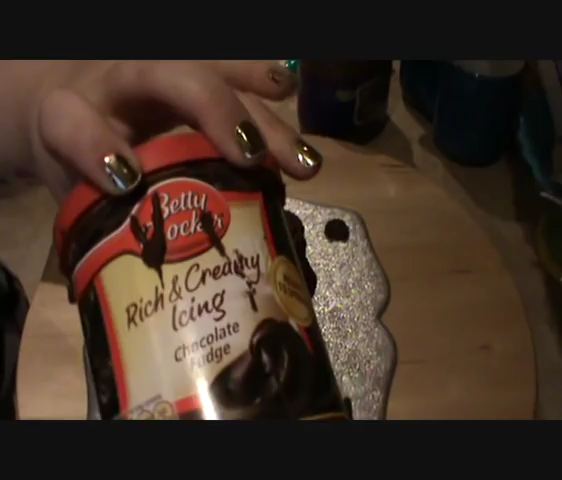 Betty
Crocker
Rich & Creamy
Icing
Chocolate
Fudge